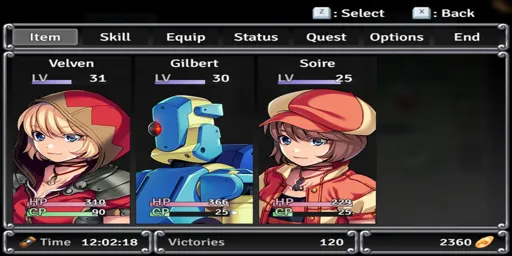 Z : Select X : Back
Item Skill Equip Status Quest Options End
Velven Gilbert Soire
LV 31 LV 30 LV 25
HP 310 HP 366 HP 229
CP 90 CP 25 CP 25
Time 12:02:18 Victories 120 2360